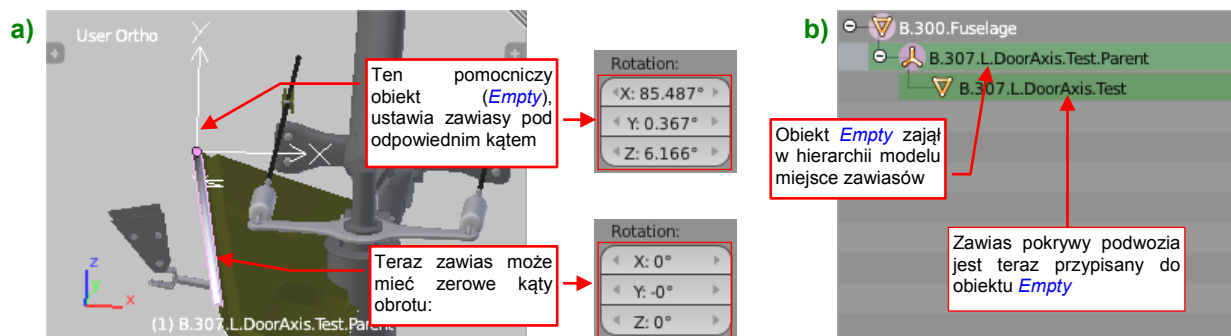 a)
User Ortho
Y
X
Ten pomocniczy
obiekt (Empty),
ustawia zawiasy pod
odpowiednim kątem
Rotation:
X: 85.487°
Y: 0.367°
Z: 6.166°
Teraz zawias może
mieć zerowe kąty
obrotu:
Rotation:
X: 0°
Y: -0°
Z: 0°
z
y
x
(1) B.307.L.DoorAxis.Test.Parent
b)
B.300.Fuselage
B.307.L.DoorAxis.Test.Parent
B.307.L.DoorAxis.Test
Obiekt Empty zajął
w hierarchii modelu
miejsce zawiasów
Zawias pokrywy podwozia
jest teraz przypisany do
obiektu Empty